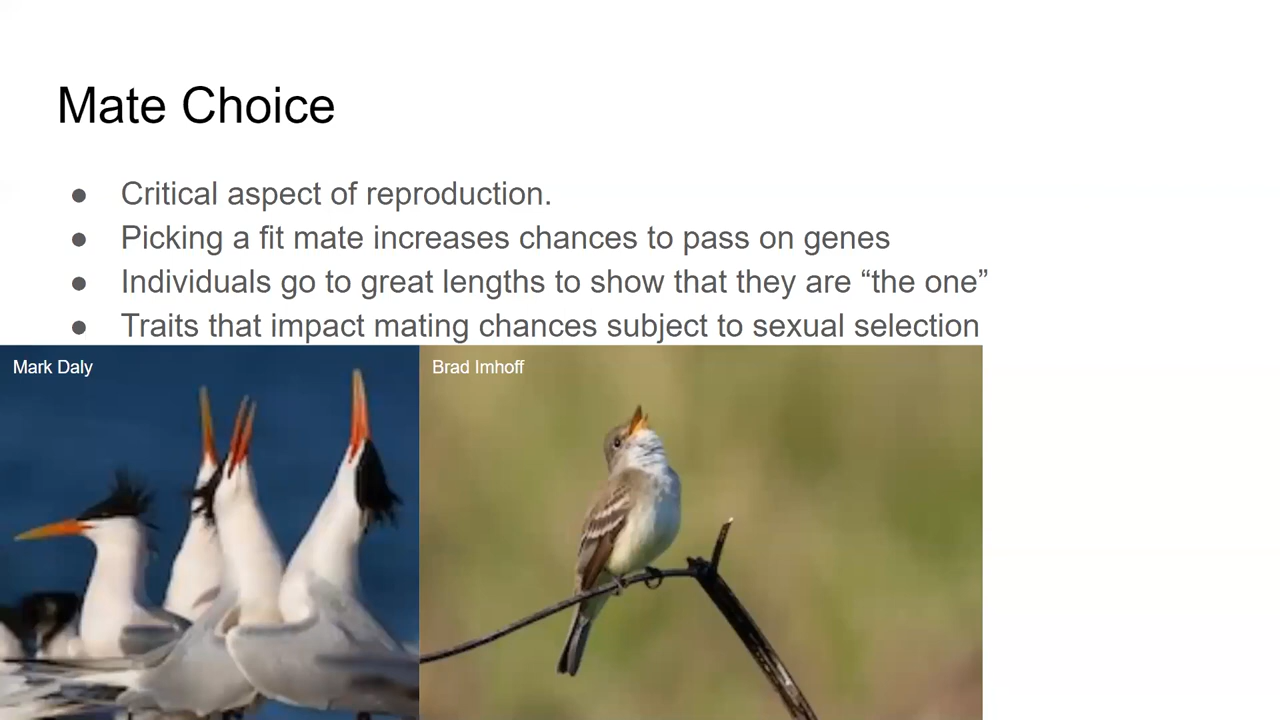 Mate Choice
● Critical aspect of reproduction.
● Picking a fit mate increases chances to pass on genes
● Individuals go to great lengths to show that they are “the one”
● Traits that impact mating chances subject to sexual selection
Mark Daly
Brad Imhoff